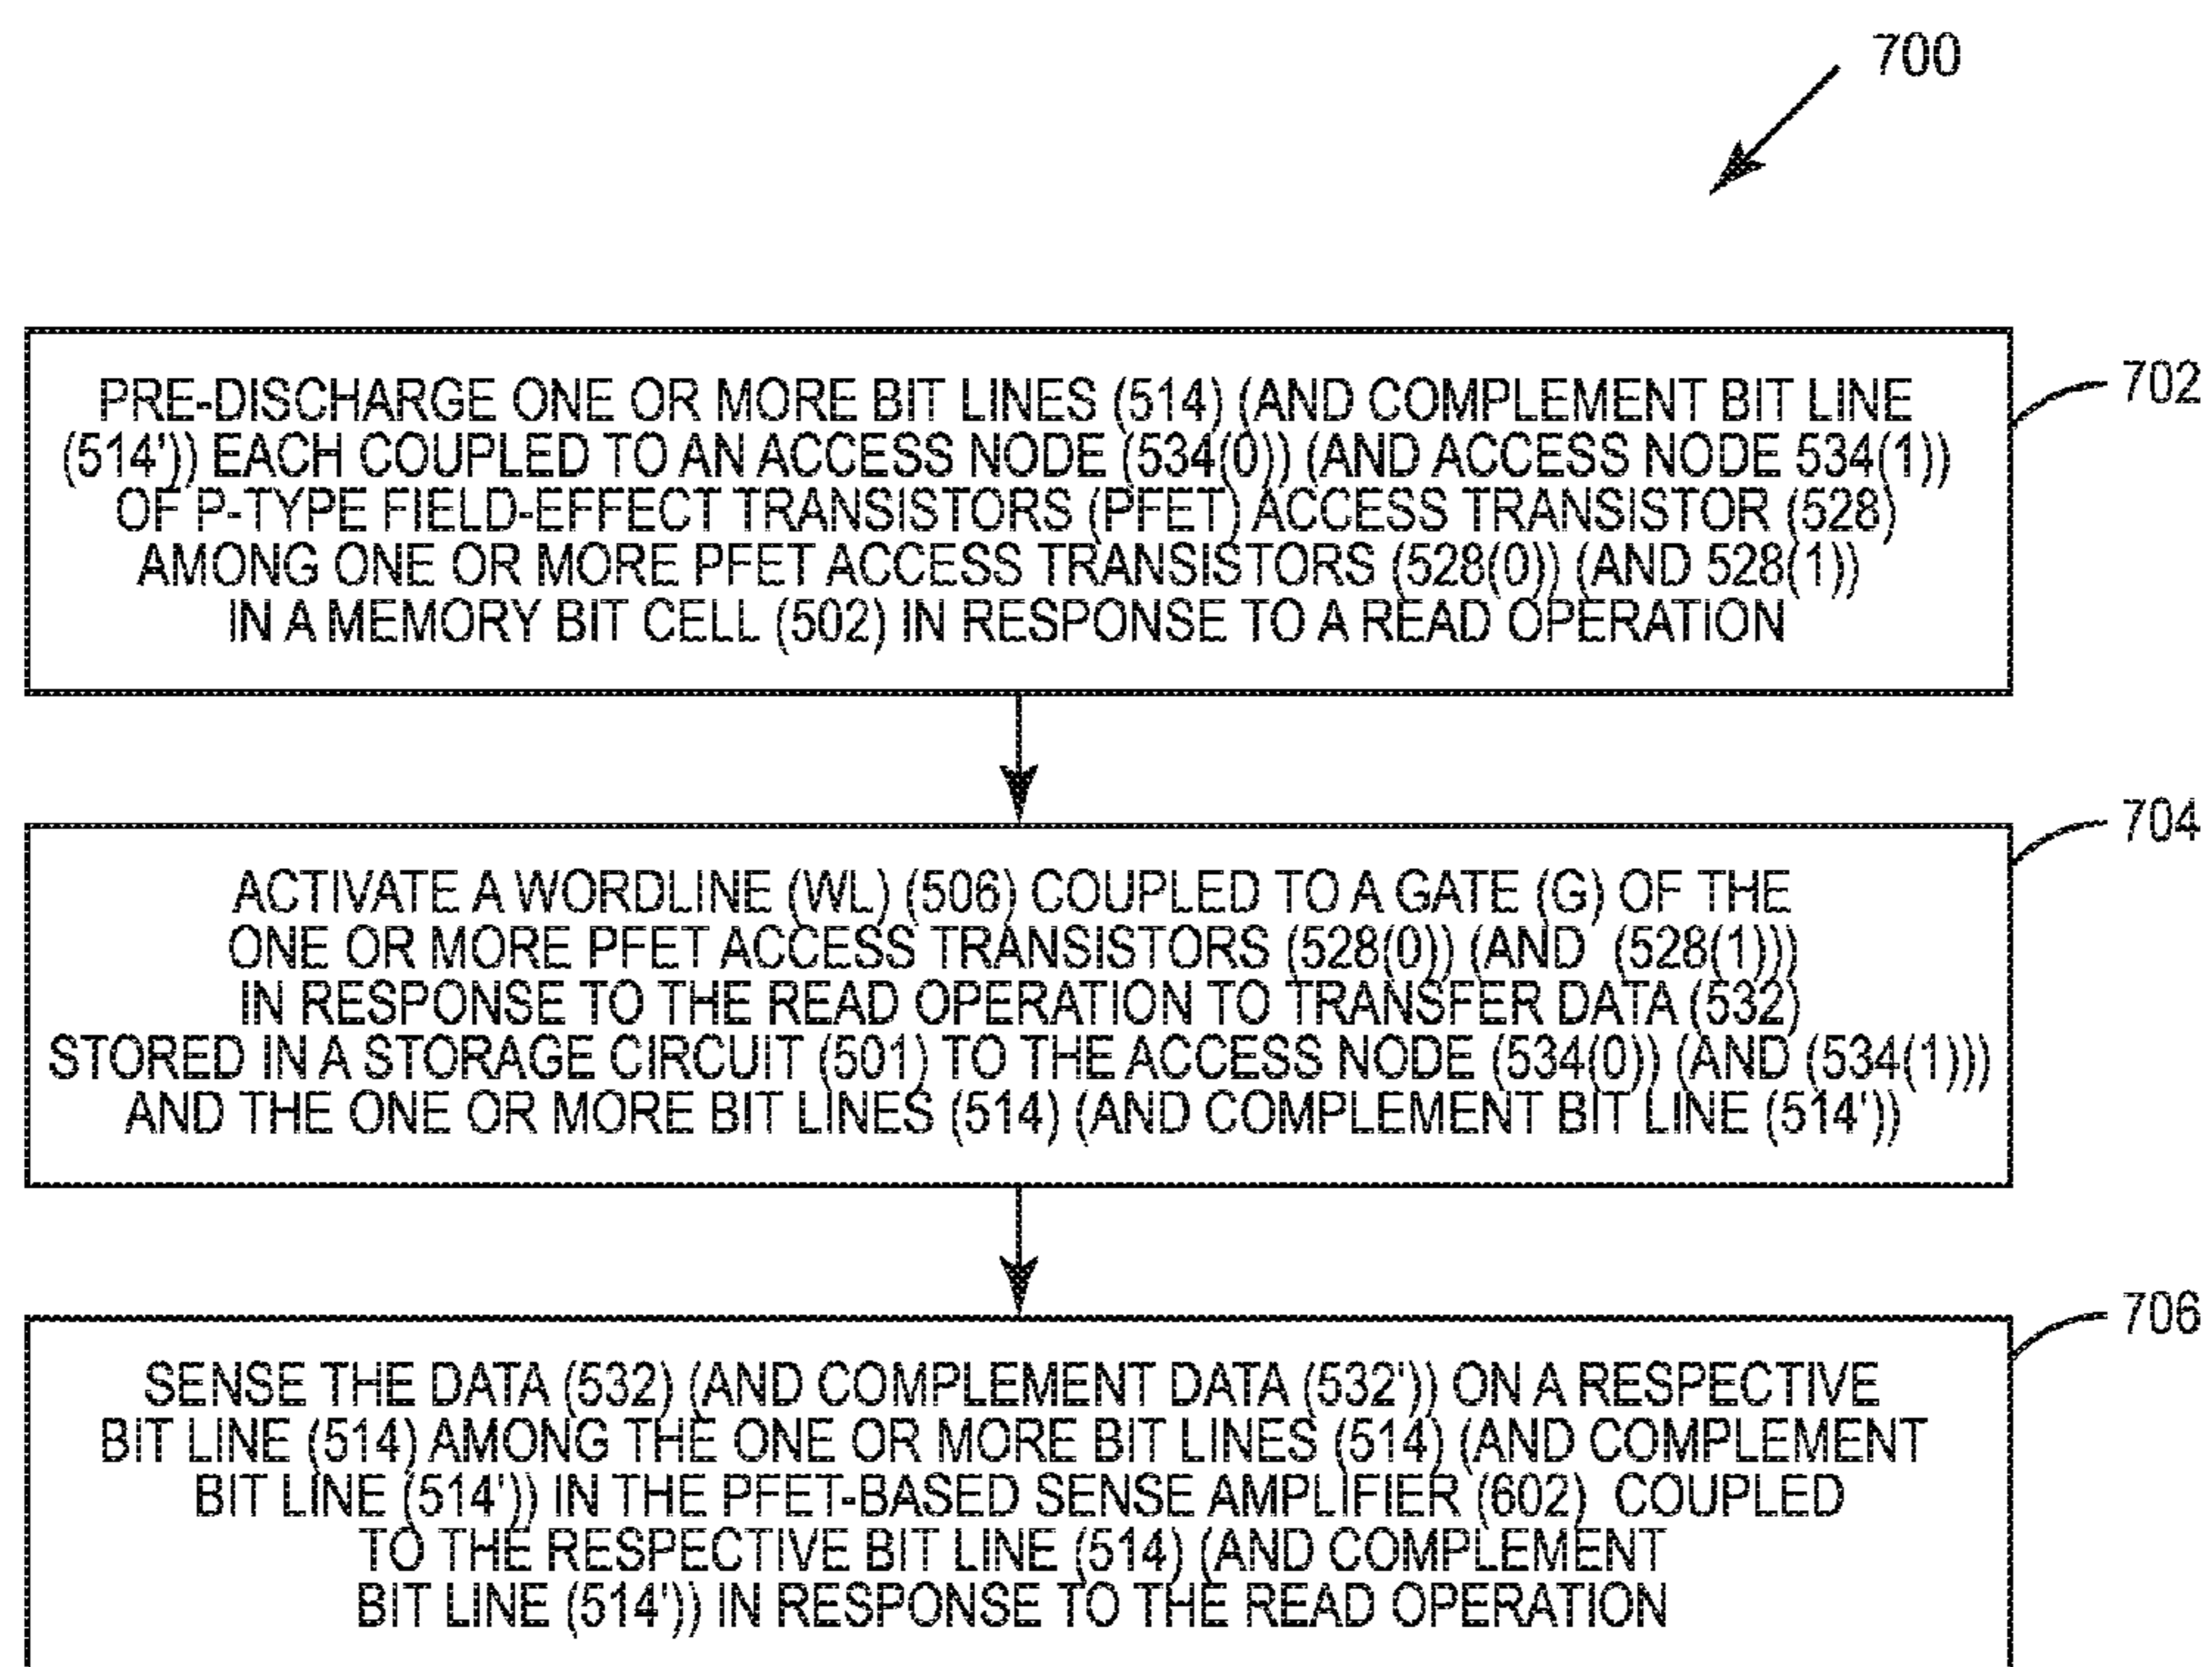 700
PRE-DISCHARGE ONE OR MORE BIT LINES (514) (AND COMPLEMENT BIT LINE
(514')) EACH COUPLED TO AN ACCESS NODE (534(0)) (AND ACCESS NODE 534(1))
OF P-TYPE FIELD-EFFECT TRANSISTORS (PFET) ACCESS TRANSISTOR (528)
AMONG ONE OR MORE PFET ACCESS TRANSISTORS (528(0)) (AND 528(1))
IN A MEMORY BIT CELL (502) IN RESPONSE TO A READ OPERATION
702
ACTIVATE A WORDLINE (WL) (506) COUPLED TO A GATE (G) OF THE
ONE OR MORE PFET ACCESS TRANSISTORS (528(0)) (AND (528(1)))
IN RESPONSE TO THE READ OPERATION TO TRANSFER DATA (532)
STORED IN A STORAGE CIRCUIT (501) TO THE ACCESS NODE (534(0)) (AND (534(1)))
AND THE ONE OR MORE BIT LINES (514) (AND COMPLEMENT BIT LINE (514'))
704
SENSE THE DATA (532) (AND COMPLEMENT DATA (532')) ON A RESPECTIVE
BIT LINE (514) AMONG THE ONE OR MORE BIT LINES (514) (AND COMPLEMENT
BIT LINE (514')) IN THE PFET-BASED SENSE AMPLIFIER (602) COUPLED
TO THE RESPECTIVE BIT LINE (514) (AND COMPLEMENT
BIT LINE (514')) IN RESPONSE TO THE READ OPERATION
706